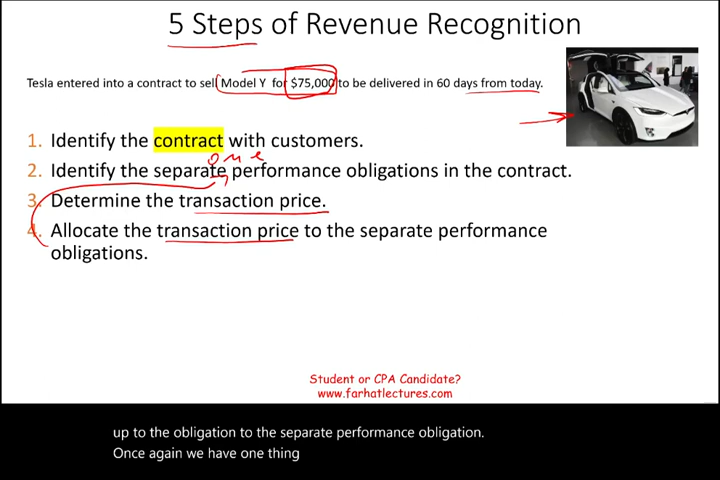 5 Steps of Revenue Recognition
Tesla entered into a contract to sell Model Y for $75,000 to be delivered in 60 days from today.
1. Identify the contract with customers.
one
2. Identify the separate performance obligations in the contract.
3. Determine the transaction price.
4. Allocate the transaction price to the separate performance
obligations.
Student or CPA Candidate?
www.farhatlectures.com
up to the obligation to the separate performance obligation.
Once again we have one thing